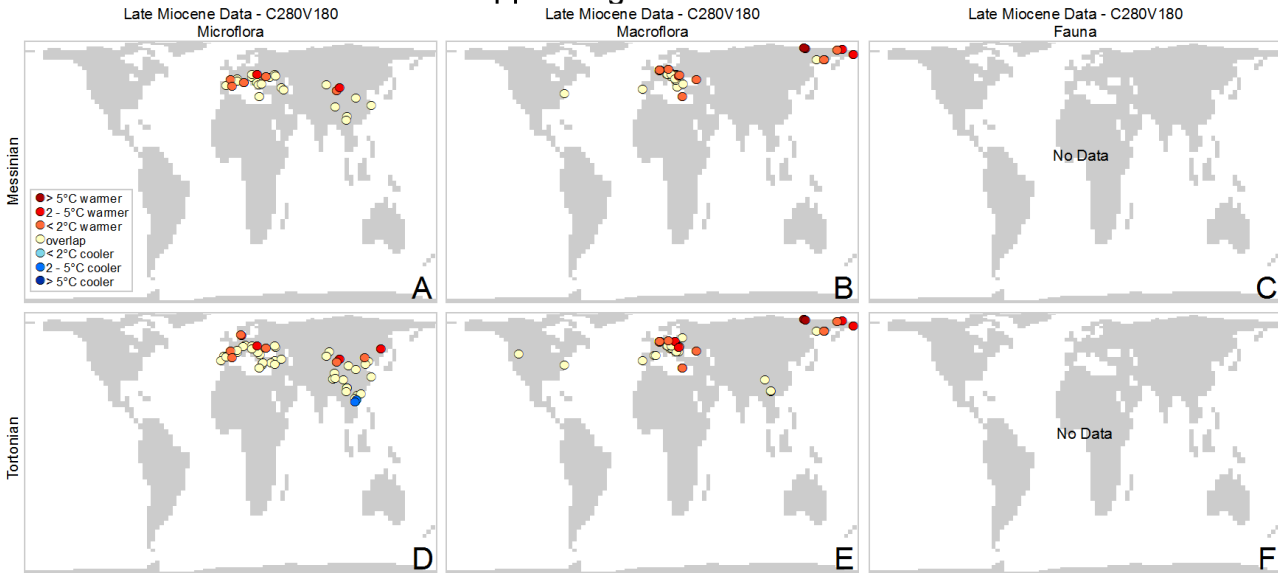 Late Miocene Data - C280V180
Microflora
Late Miocene Data - C280V180
Macroflora
Late Miocene Data - C280V180
Fauna
Messinian
> 5°C warmer
2 - 5°C warmer
< 2°C warmer
overlap
< 2°C cooler
2 - 5°C cooler
> 5°C cooler
A
B
No Data
C
Tortonian
D
E
No Data
F